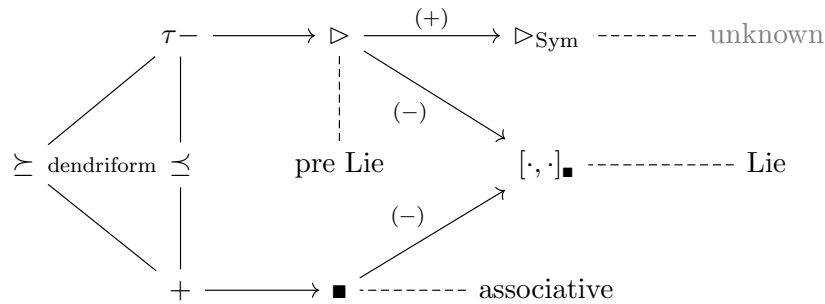 τ− ▷ (+) ▷Sym unknown
(−)
⪰ dendriform ⪯ pre Lie [·, ·]■ Lie
(−)
+ ■ associative